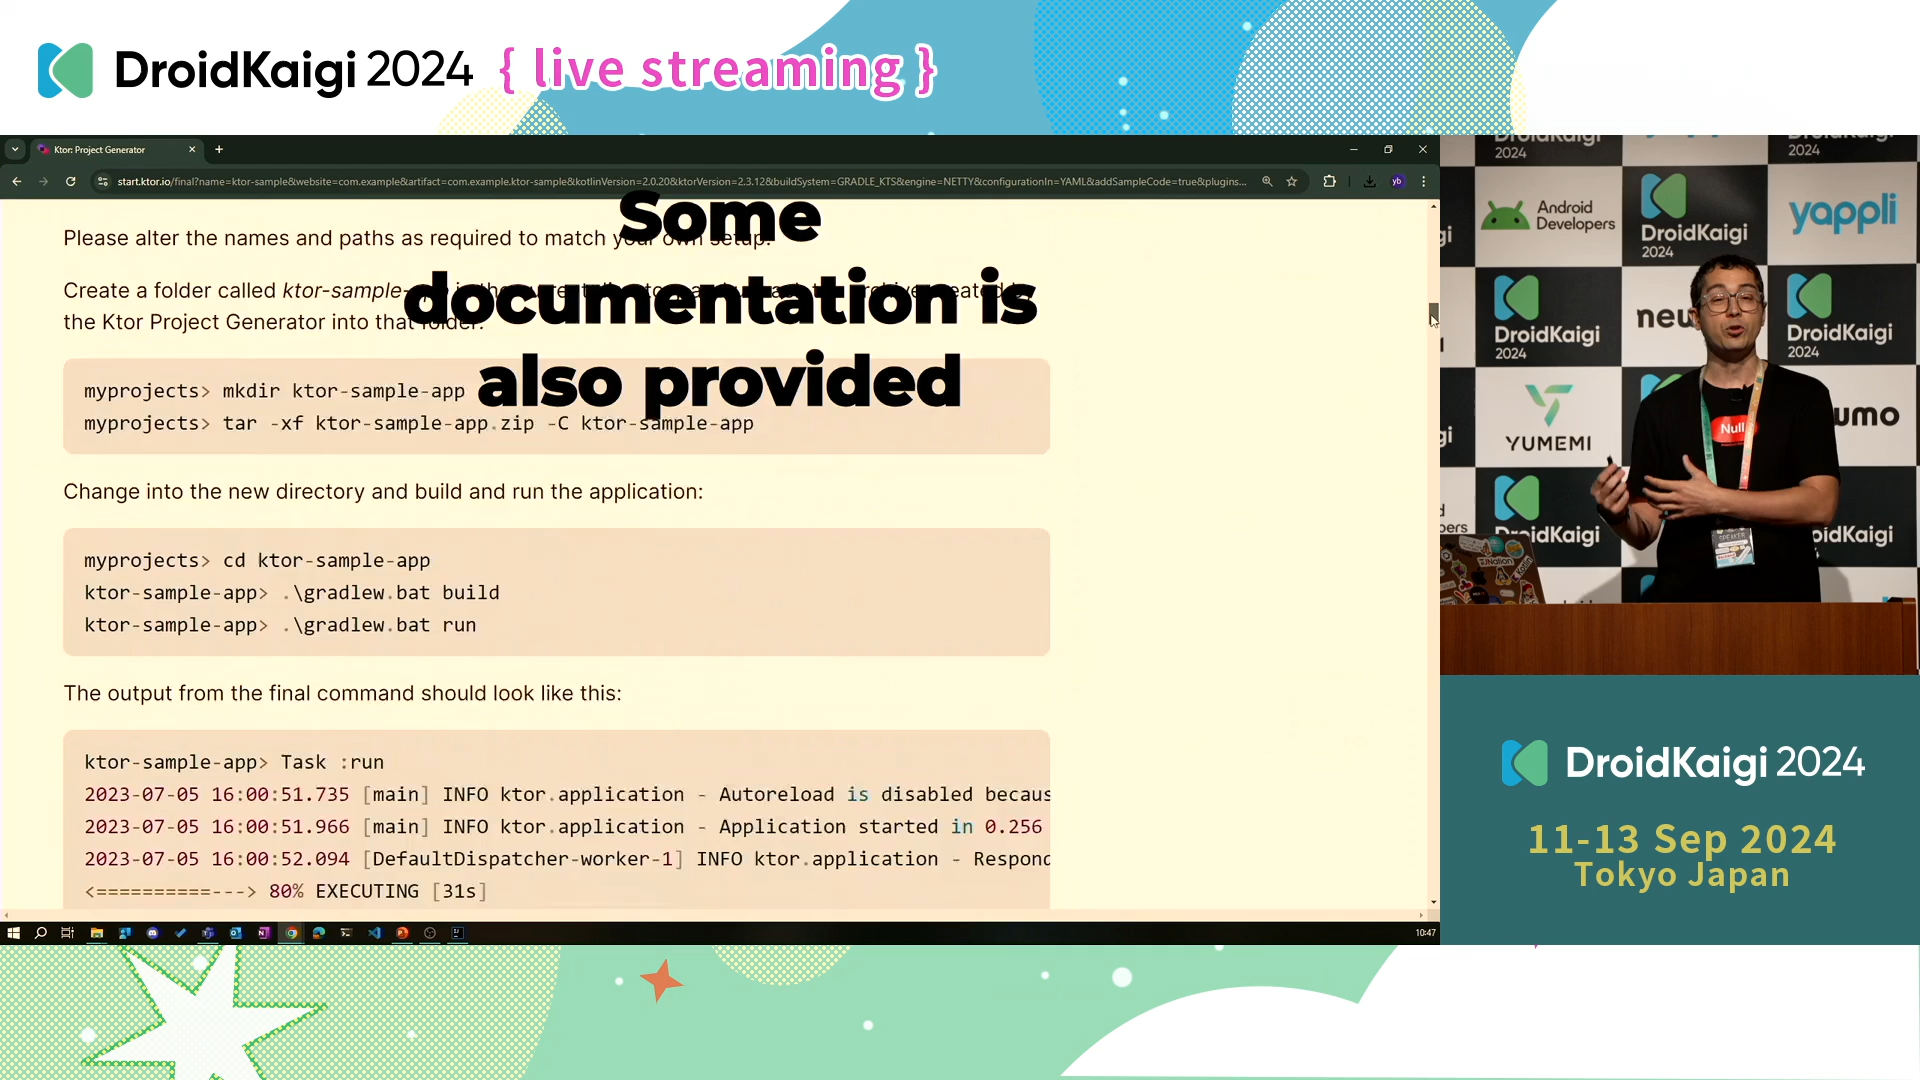 DroidKaigi 2024 { live streaming }
Ktor: Project Generator
start.ktor.io/final?name=ktor-sample&website=com.example&artifact=com.example.ktor-sample&kotlinVersion=2.0.20&ktorVersion=2.3.12&buildSystem=GRADLE_KTS&engine=NETTY&configurationIn=YAML&addSampleCode=true&plugins...
yb
Some
documentation is
also provided
Please alter the names and paths as required to match your own setup.
Create a folder called ktor-sample-
the Ktor Project Generator into that folder.
myprojects> mkdir ktor-sample-app
myprojects> tar -xf ktor-sample-app.zip -C ktor-sample-app
Change into the new directory and build and run the application:
myprojects> cd ktor-sample-app
ktor-sample-app> .\gradlew.bat build
ktor-sample-app> .\gradlew.bat run
The output from the final command should look like this:
ktor-sample-app> Task :run
2023-07-05 16:00:51.735 [main] INFO ktor.application - Autoreload is disabled becaus
2023-07-05 16:00:51.966 [main] INFO ktor.application - Application started in 0.256
2023-07-05 16:00:52.094 [DefaultDispatcher-worker-1] INFO ktor.application - Respond
<==========---> 80% EXECUTING [31s]
10:47
2024
2024
Android
Developers
DroidKaigi
2024
yappli
DroidKaigi
2024
DroidKaigi
2024
YUMEMI
Null
SPEAKER
Kotlin
DroidKaigi 2024
11-13 Sep 2024
Tokyo Japan